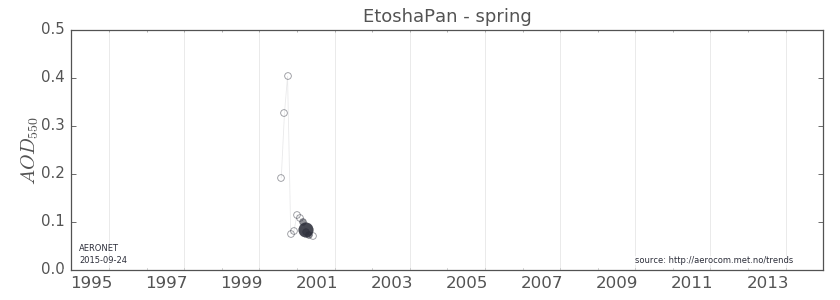 EtoshaPan - spring
0.5
0.4
0.3
0.2
0.1
0.0
AOD550
AERONET
2015-09-24
source: http://aerocom.met.no/trends
1995 1997 1999 2001 2003 2005 2007 2009 2011 2013